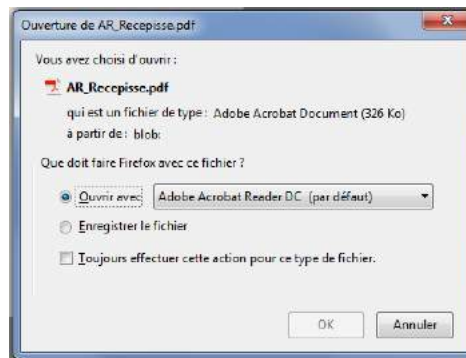 Ouverture de AR_Recepisse.pdf
Vous avez choisi d'ouvrir :
AR_Recepisse.pdf
qui est un fichier de type : Adobe Acrobat Document (326 Ko)
à partir de : blob:
Que doit faire Firefox avec ce fichier ?
Ouvrir avec Adobe Acrobat Reader DC (par défaut)
Enregistrer le fichier
Toujours effectuer cette action pour ce type de fichier.
OK Annuler